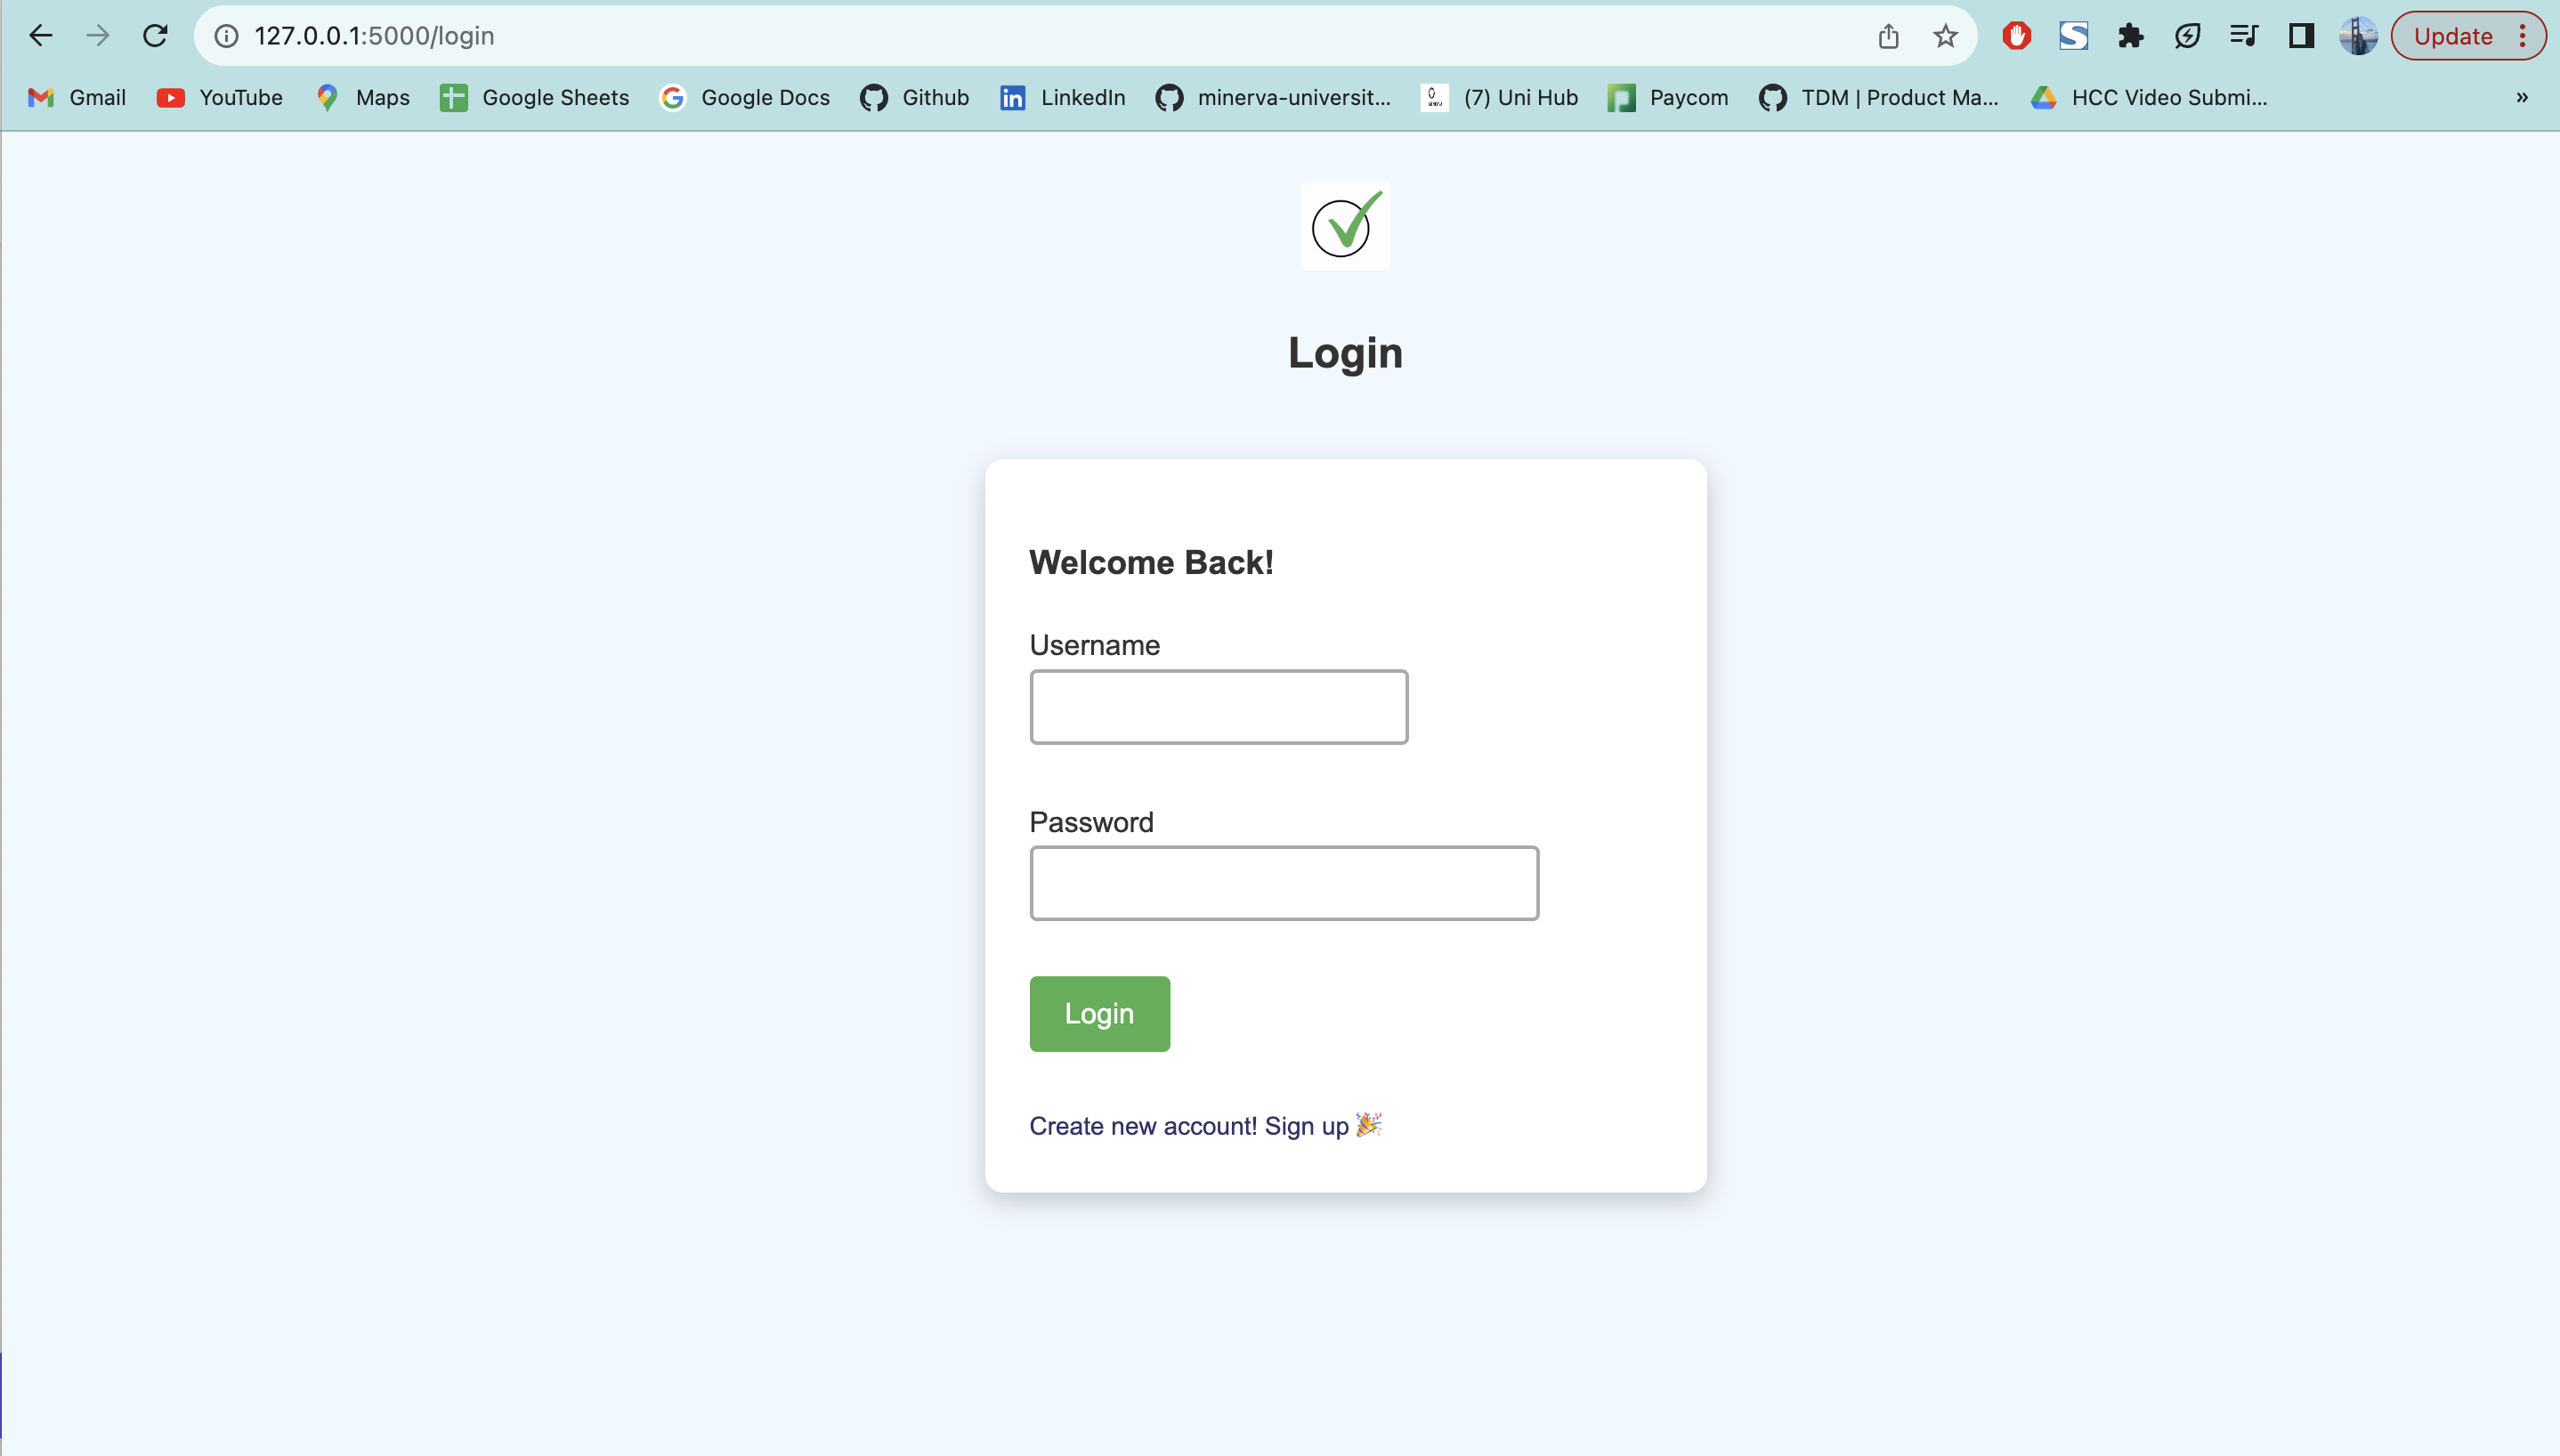 127.0.0.1:5000/login
Update
Gmail YouTube Maps Google Sheets Google Docs Github LinkedIn minerva-universit... (7) Uni Hub Paycom TDM | Product Ma... HCC Video Submi... »
Login
Welcome Back!
Username
Password
Login
Create new account! Sign up 🎉